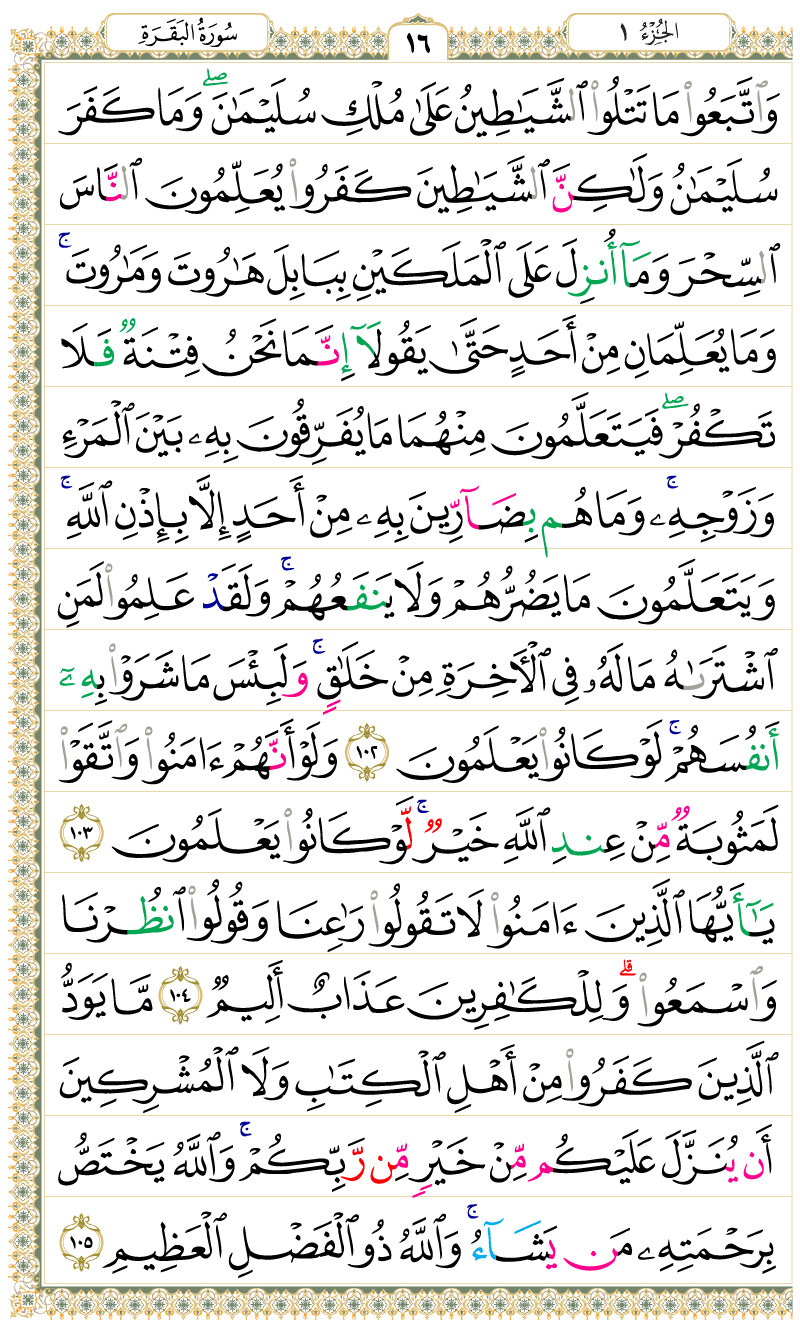 الجُزْءُ ١
١٦
سُورَةُ البَقَرَةِ
وَٱتَّبَعُوا۟ مَا تَتْلُوا۟ ٱلشَّيَـٰطِينُ عَلَىٰ مُلْكِ سُلَيْمَـٰنَ ۖ وَمَا كَفَرَ
سُلَيْمَـٰنُ وَلَـٰكِنَّ ٱلشَّيَـٰطِينَ كَفَرُوا۟ يُعَلِّمُونَ ٱلنَّاسَ
ٱلسِّحْرَ وَمَآ أُنزِلَ عَلَى ٱلْمَلَكَيْنِ بِبَابِلَ هَـٰرُوتَ وَمَـٰرُوتَ ۚ
وَمَا يُعَلِّمَانِ مِنْ أَحَدٍ حَتَّىٰ يَقُولَآ إِنَّمَا نَحْنُ فِتْنَةٌ فَلَا
تَكْفُرْ ۖ فَيَتَعَلَّمُونَ مِنْهُمَا مَا يُفَرِّقُونَ بِهِۦ بَيْنَ ٱلْمَرْءِ
وَزَوْجِهِۦ ۚ وَمَا هُم بِضَآرِّينَ بِهِۦ مِنْ أَحَدٍ إِلَّا بِإِذْنِ ٱللَّهِ ۚ
وَيَتَعَلَّمُونَ مَا يَضُرُّهُمْ وَلَا يَنفَعُهُمْ ۚ وَلَقَدْ عَلِمُوا۟ لَمَنِ
ٱشْتَرَىٰهُ مَا لَهُۥ فِى ٱلْـَٔاخِرَةِ مِنْ خَلَـٰقٍ ۚ وَلَبِئْسَ مَا شَرَوْا۟ بِهِۦٓ
أَنفُسَهُمْ ۚ لَوْ كَانُوا۟ يَعْلَمُونَ ١٠٢ وَلَوْ أَنَّهُمْ ءَامَنُوا۟ وَٱتَّقَوْا۟
لَمَثُوبَةٌ مِّنْ عِندِ ٱللَّهِ خَيْرٌ ۚ لَّوْ كَانُوا۟ يَعْلَمُونَ ١٠٣
يَـٰٓأَيُّهَا ٱلَّذِينَ ءَامَنُوا۟ لَا تَقُولُوا۟ رَٰعِنَا وَقُولُوا۟ ٱنظُرْنَا
وَٱسْمَعُوا۟ ۗ وَلِلْكَـٰفِرِينَ عَذَابٌ أَلِيمٌ ١٠٤ مَّا يَوَدُّ
ٱلَّذِينَ كَفَرُوا۟ مِنْ أَهْلِ ٱلْكِتَـٰبِ وَلَا ٱلْمُشْرِكِينَ
أَن يُنَزَّلَ عَلَيْكُم مِّنْ خَيْرٍ مِّن رَّبِّكُمْ ۚ وَٱللَّهُ يَخْتَصُّ
بِرَحْمَتِهِۦ مَن يَشَآءُ ۚ وَٱللَّهُ ذُو ٱلْفَضْلِ ٱلْعَظِيمِ ١٠٥